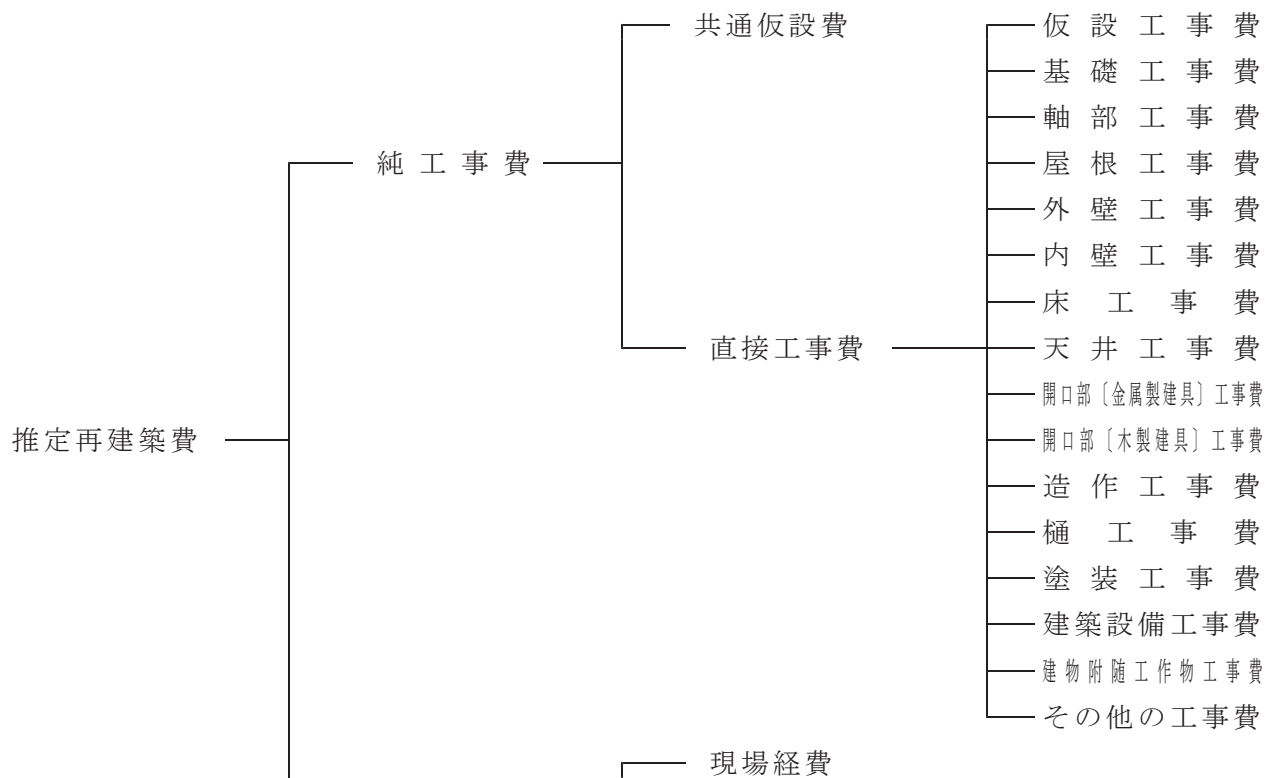 共通仮設費
仮設工事費
基礎工事費
軸部工事費
純工事費
屋根工事費
外壁工事費
内壁工事費
床工事費
直接工事費
天井工事費
開口部〔金属製建具〕工事費
推定再建築費
開口部〔木製建具〕工事費
造作工事費
樋工事費
塗装工事費
建築設備工事費
建物附随工作物工事費
その他の工事費
現場経費